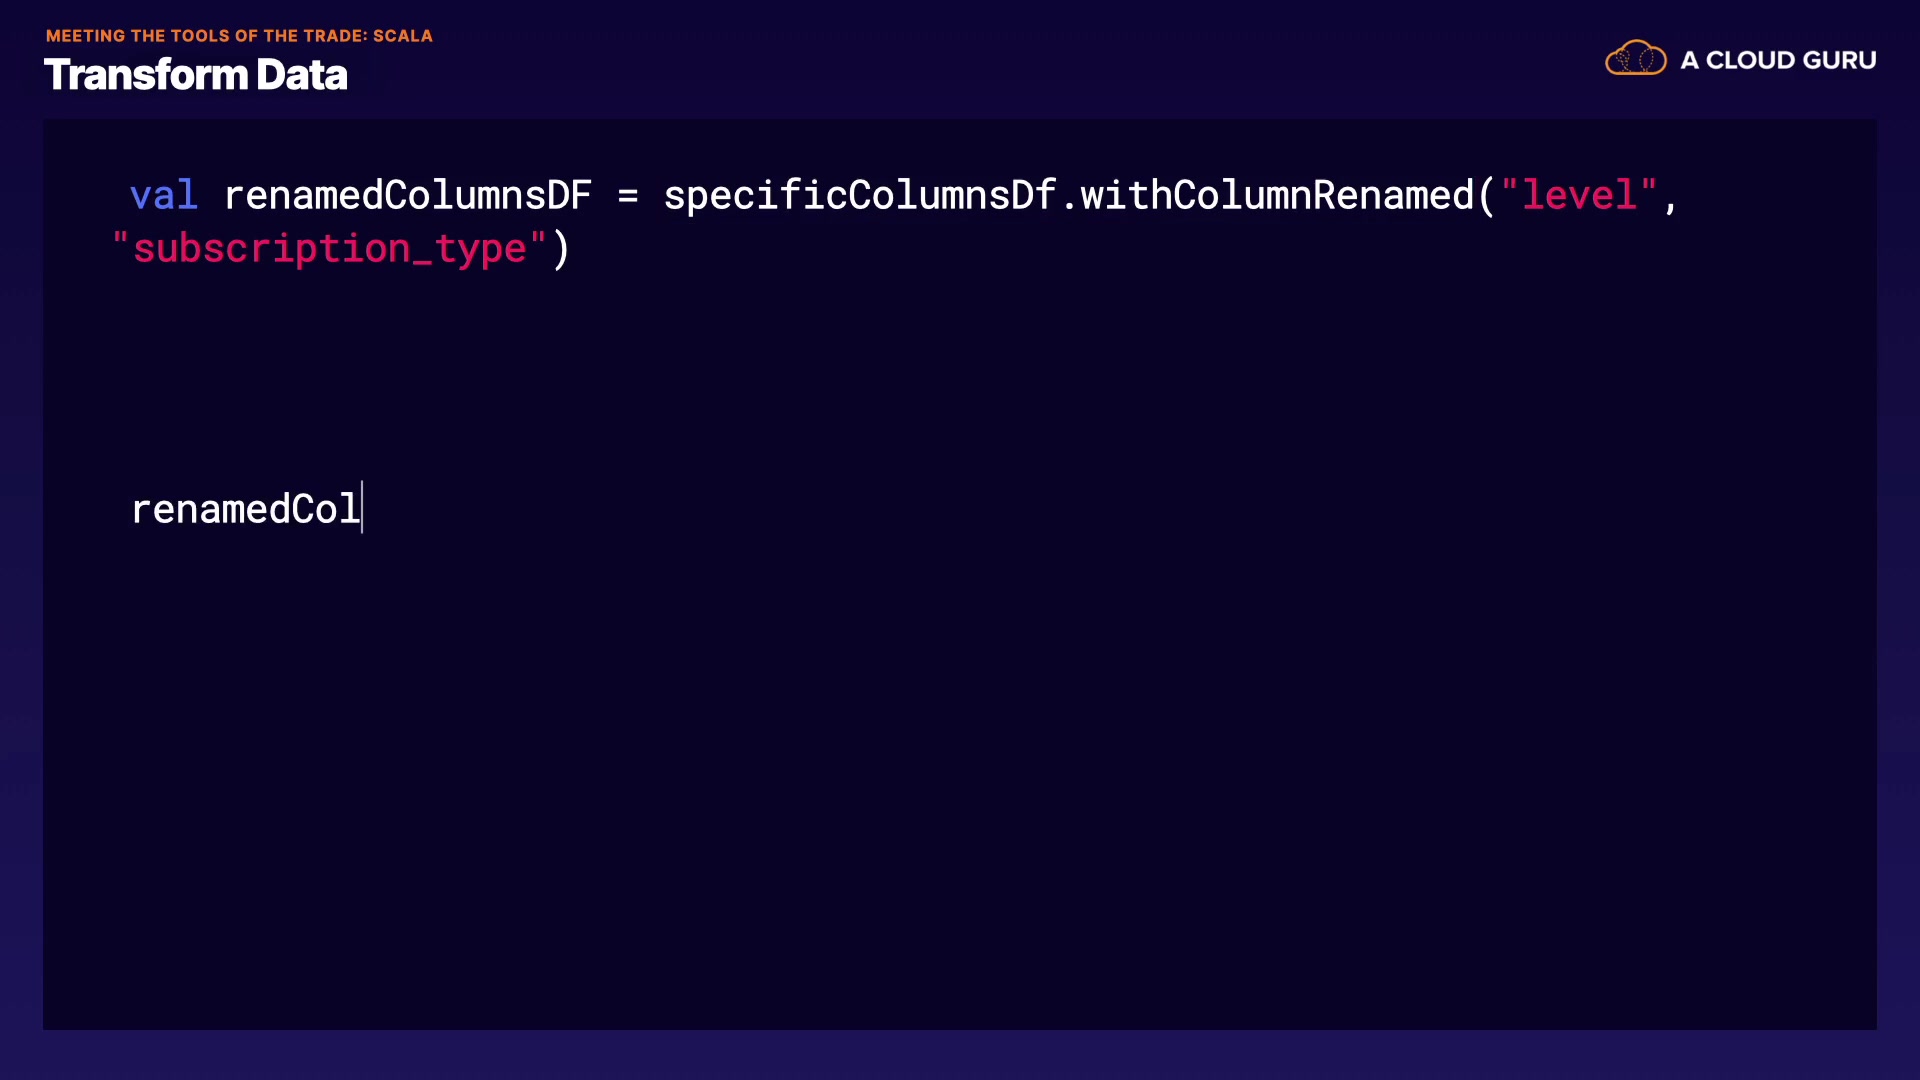 MEETING THE TOOLS OF THE TRADE: SCALA
Transform Data
A CLOUD GURU
val renamedColumnsDF = specificColumnsDf.withColumnRenamed("level",
"subscription_type")
renamedCol